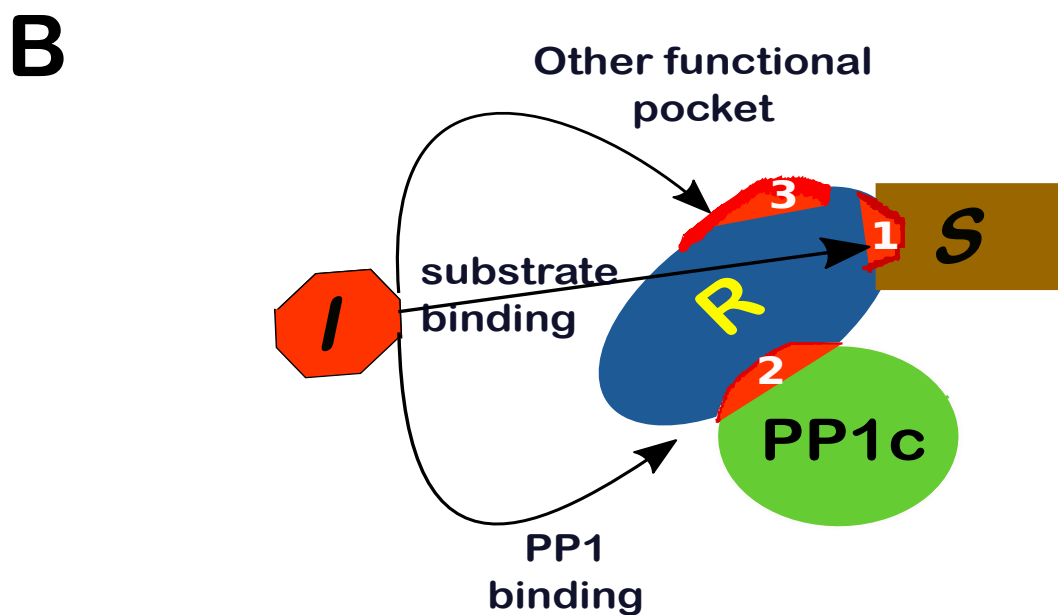 B
Other functional
pocket
3
1
S
substrate
binding
I
R
2
PP1c
PP1
binding